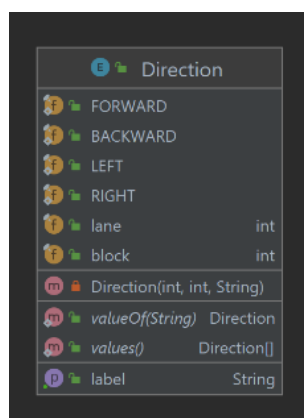 E Direction
f FORWARD
f BACKWARD
f LEFT
f RIGHT
f lane int
f block int
m Direction(int, int, String)
m valueOf(String) Direction
m values() Direction[]
p label String